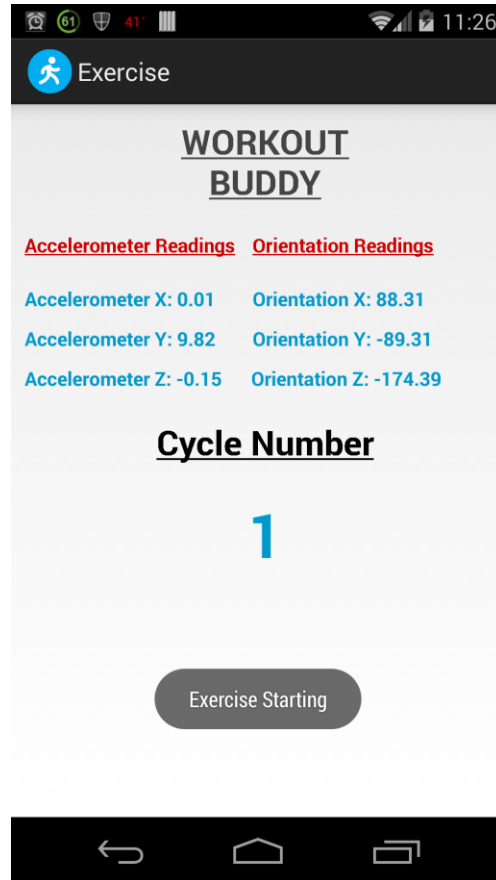 61 41° 11:26
Exercise
WORKOUT
BUDDY
Accelerometer Readings Orientation Readings
Accelerometer X: 0.01 Orientation X: 88.31
Accelerometer Y: 9.82 Orientation Y: -89.31
Accelerometer Z: -0.15 Orientation Z: -174.39
Cycle Number
1
Exercise Starting